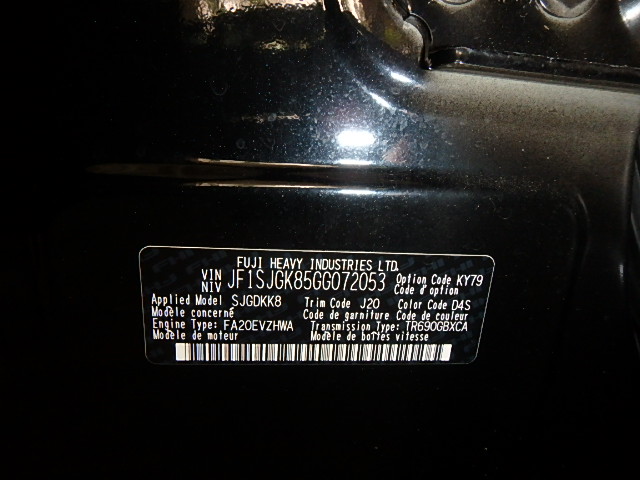 FUJI HEAVY INDUSTRIES LTD.
VIN NIV JF1SJGK85GG072053 Option Code KY79
Code d'option
Applied Model SJGDKK8 Trim Code J20 Color Code D4S
Modèle concerné Code de garniture Code de couleur
Engine Type: FA20EVZHWA Transmission Type: TR690GBXCA
Modèle de moteur Modèle de boîtes vitesse